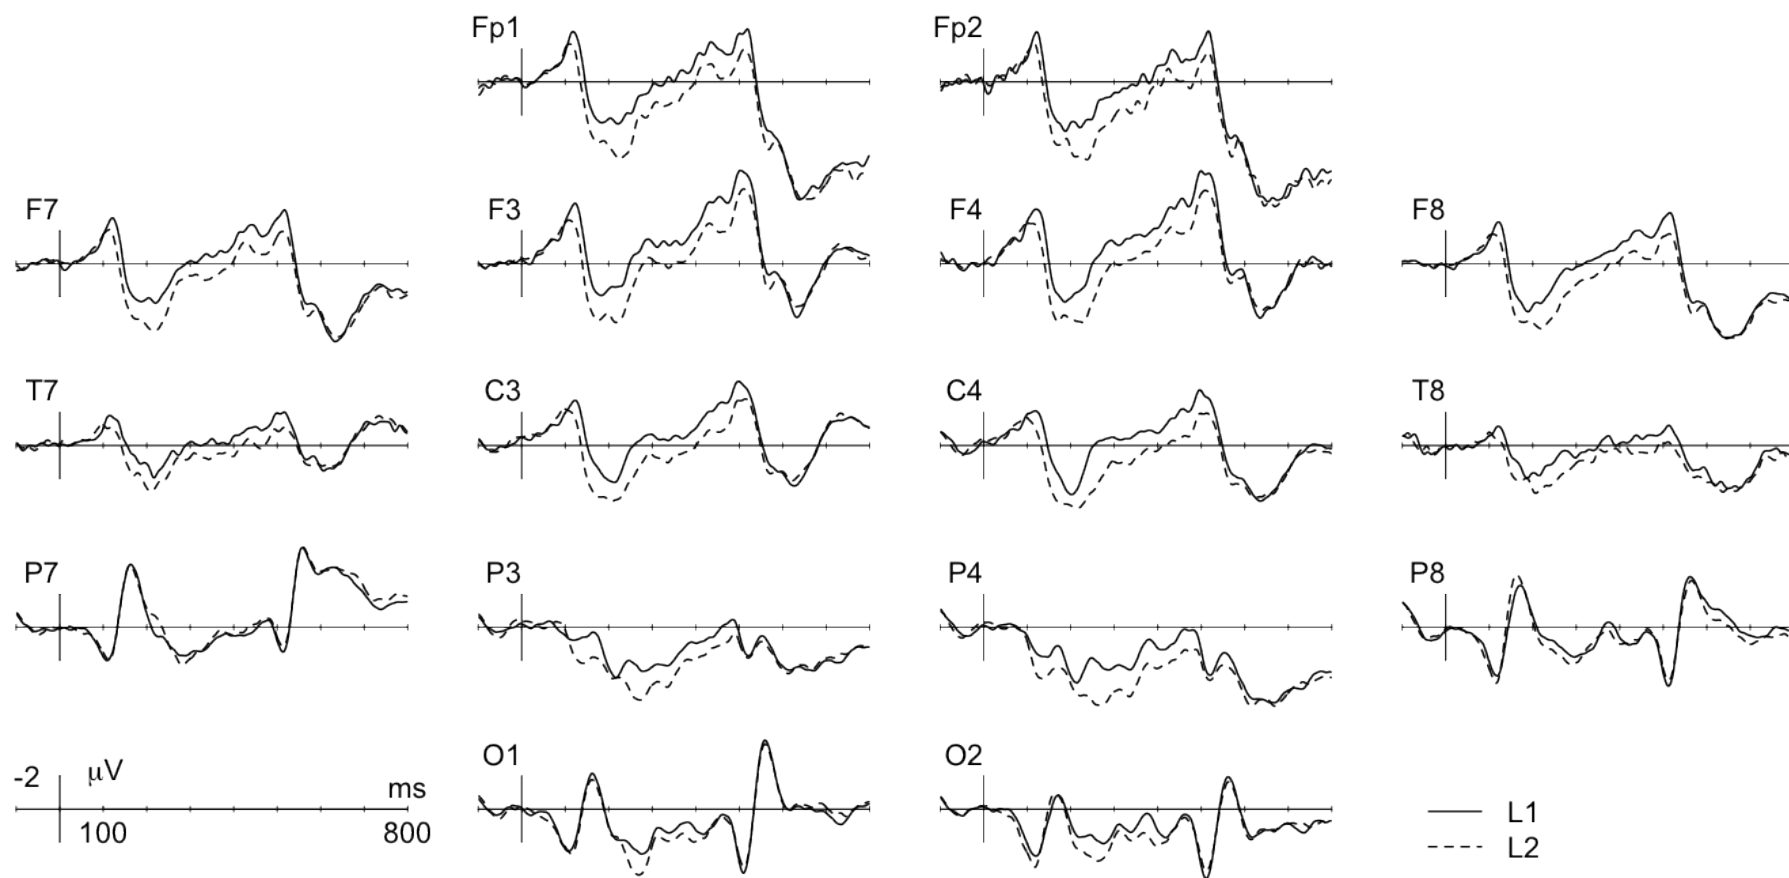 Fp1 Fp2
F7 F3 F4 F8
T7 C3 C4 T8
P7 P3 P4 P8
O1 O2
-2 μV
ms
100 800
L1
L2